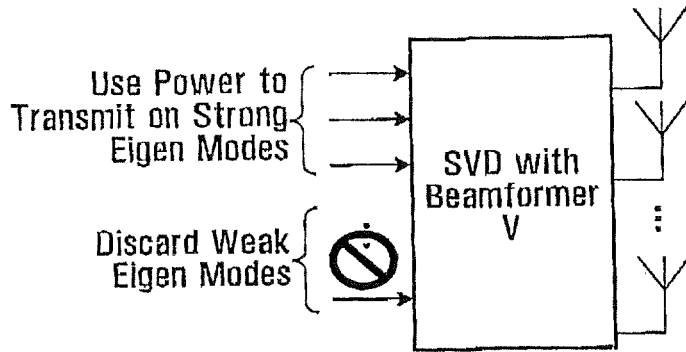 Use Power to
Transmit on Strong
Eigen Modes
SVD with
Beamformer
V
Discard Weak
Eigen Modes